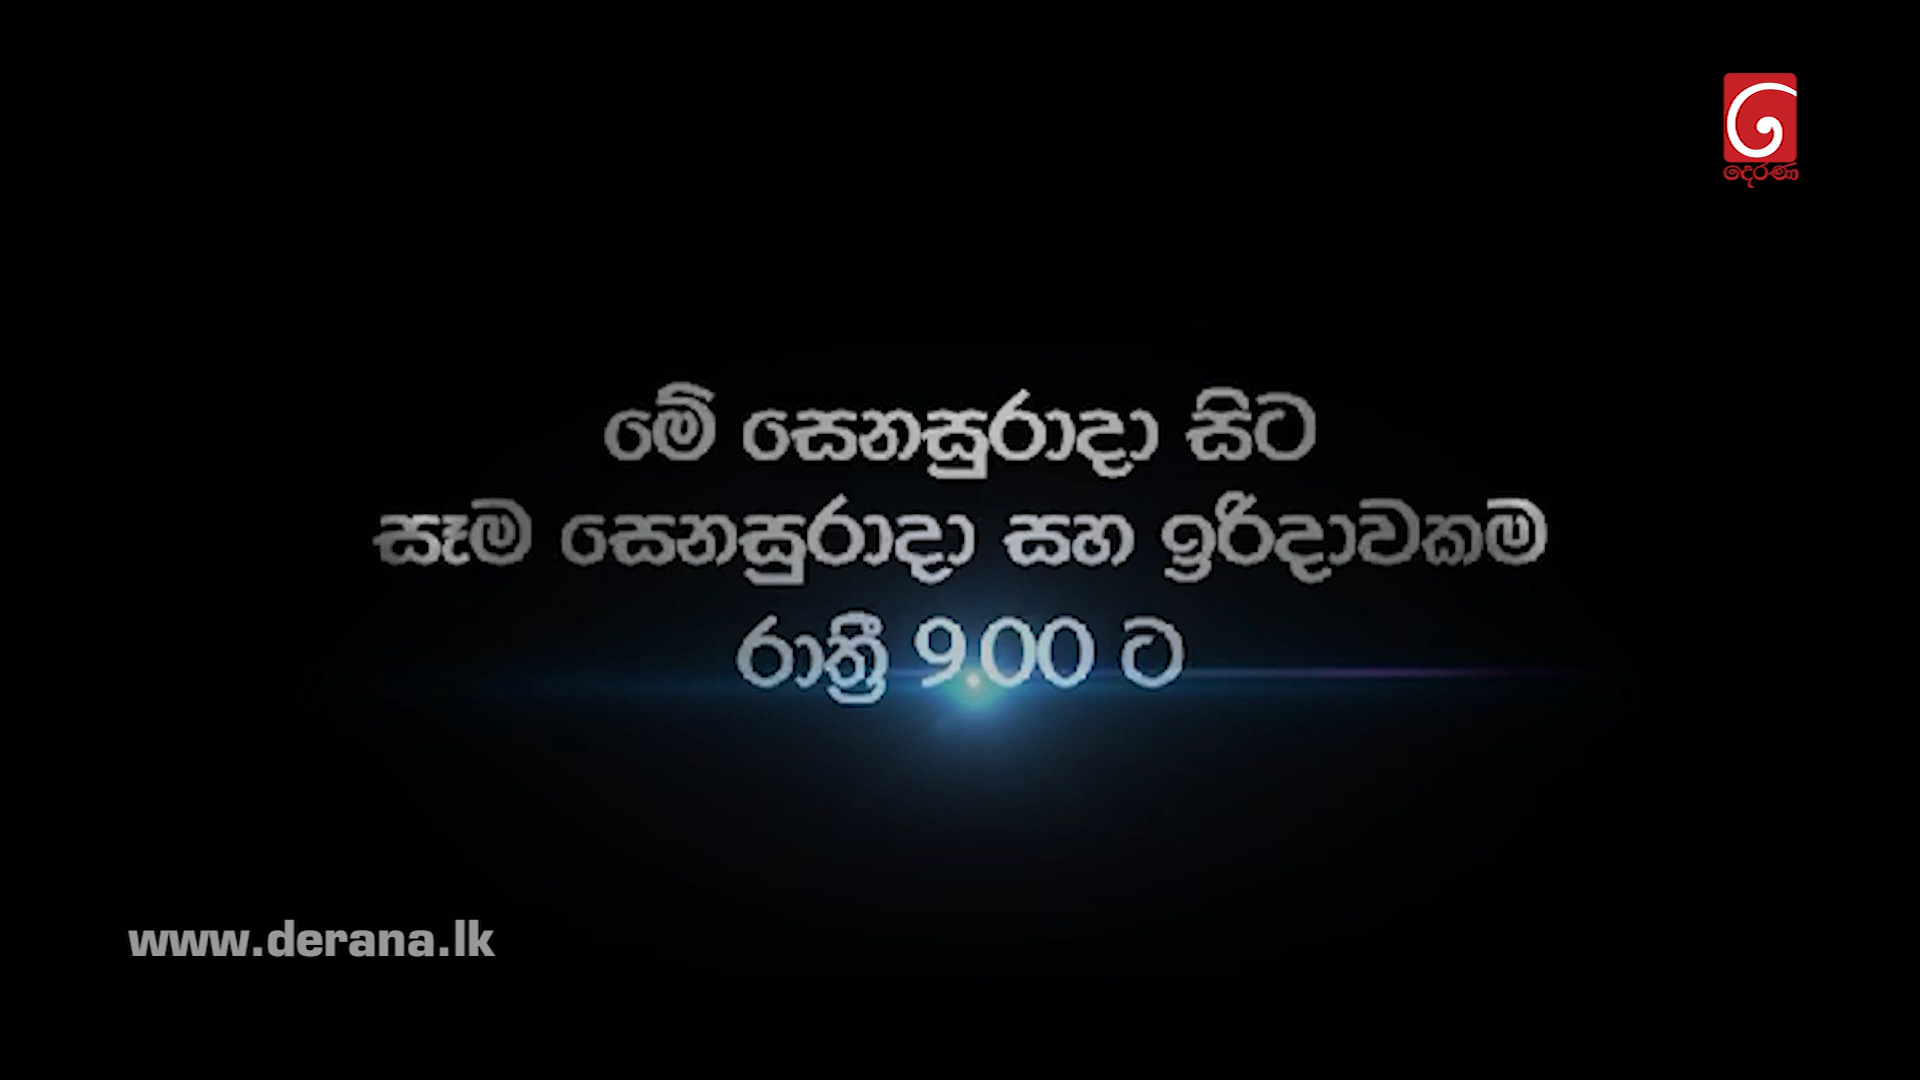 දෙරණ
මේ සෙනසුරාදා සිට
සෑම සෙනසුරාදා සහ ඉරිදාවකම
රාත්‍රී 9.00 ට
www.derana.lk